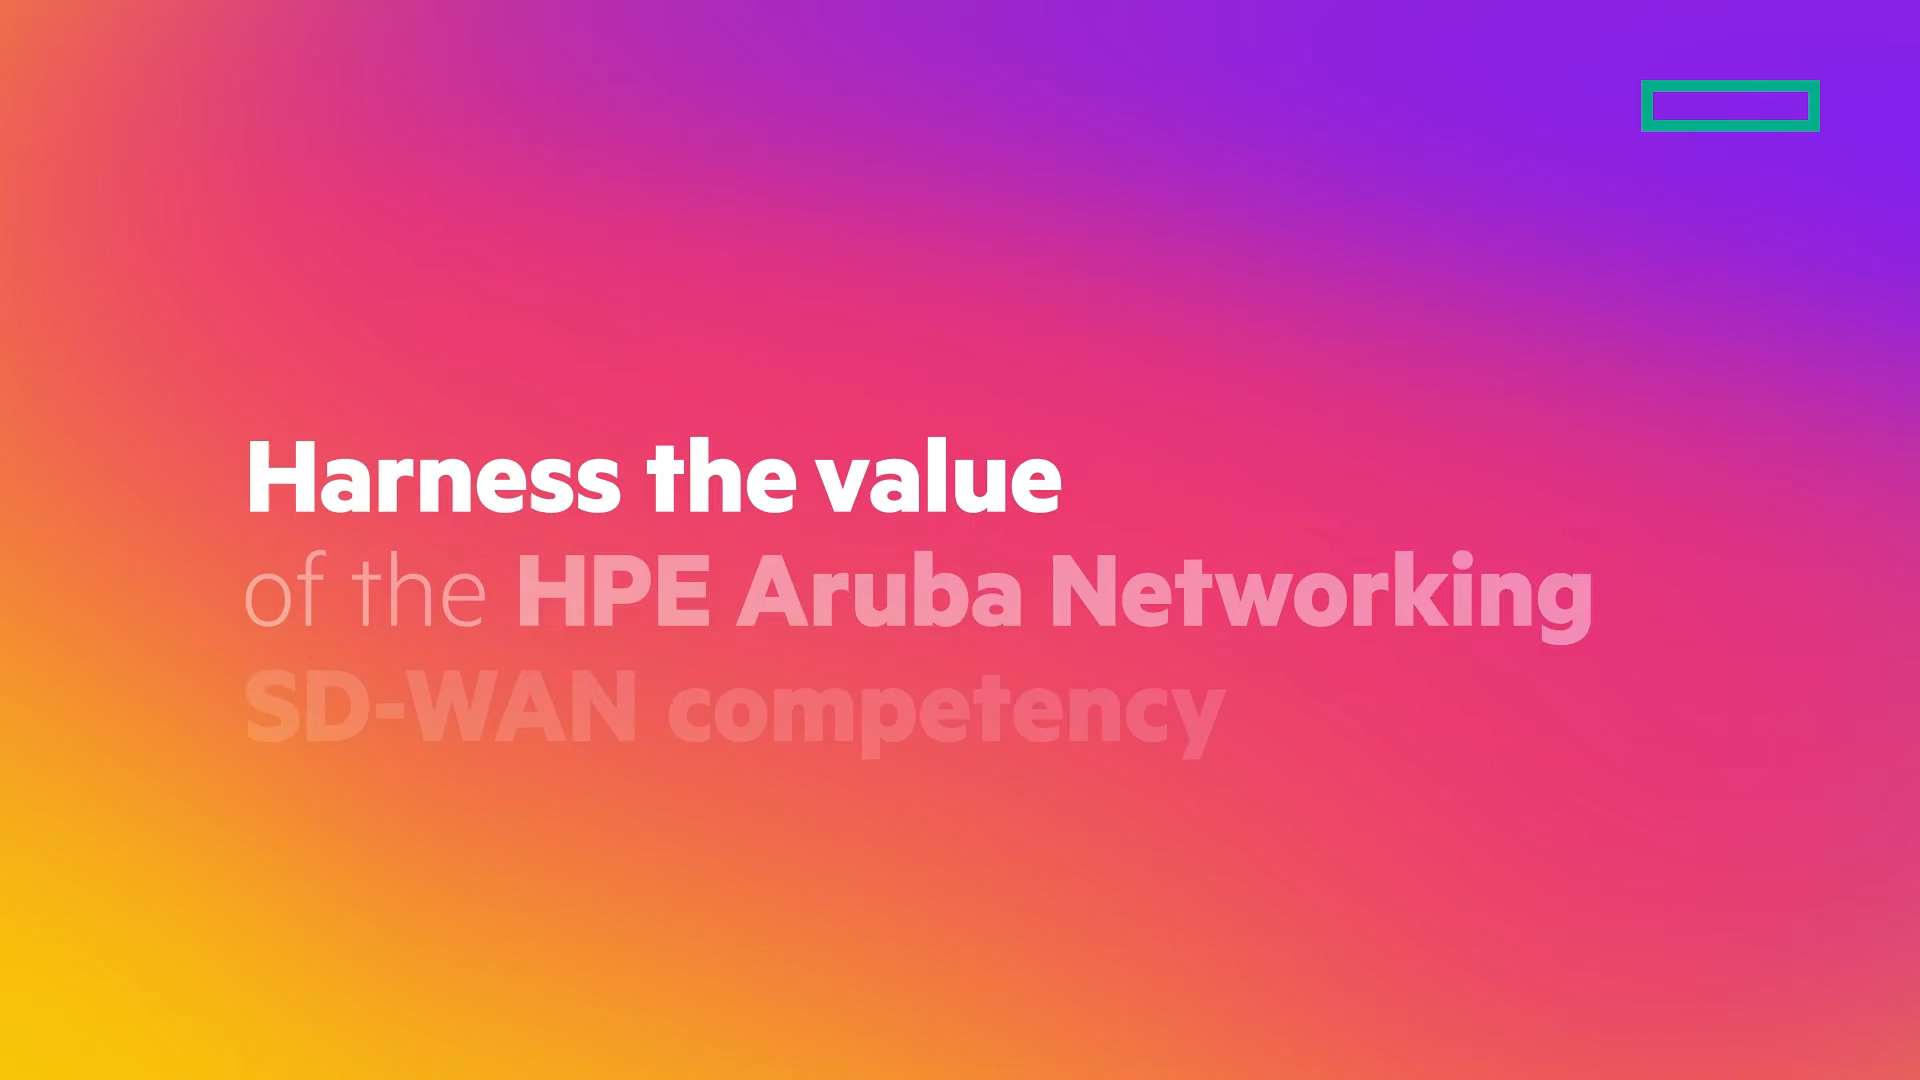 Harness the value
of the HPE Aruba Networking
SD-WAN competency